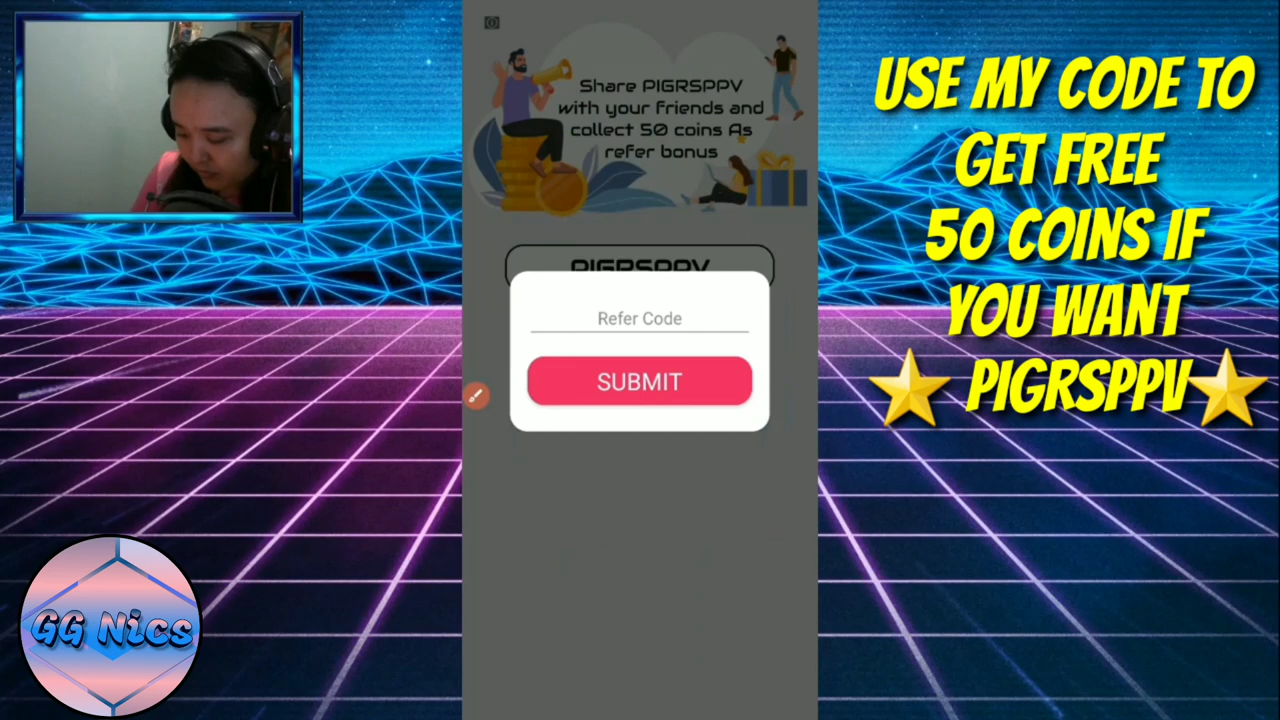 Share PIGRSPPV
with your friends and
collect 50 coins As
refer bonus
PIGRSPPV
Refer Code
SUBMIT
USE MY CODE TO
GET FREE
50 COINS IF
YOU WANT
PIGRSPPV
GG Nics